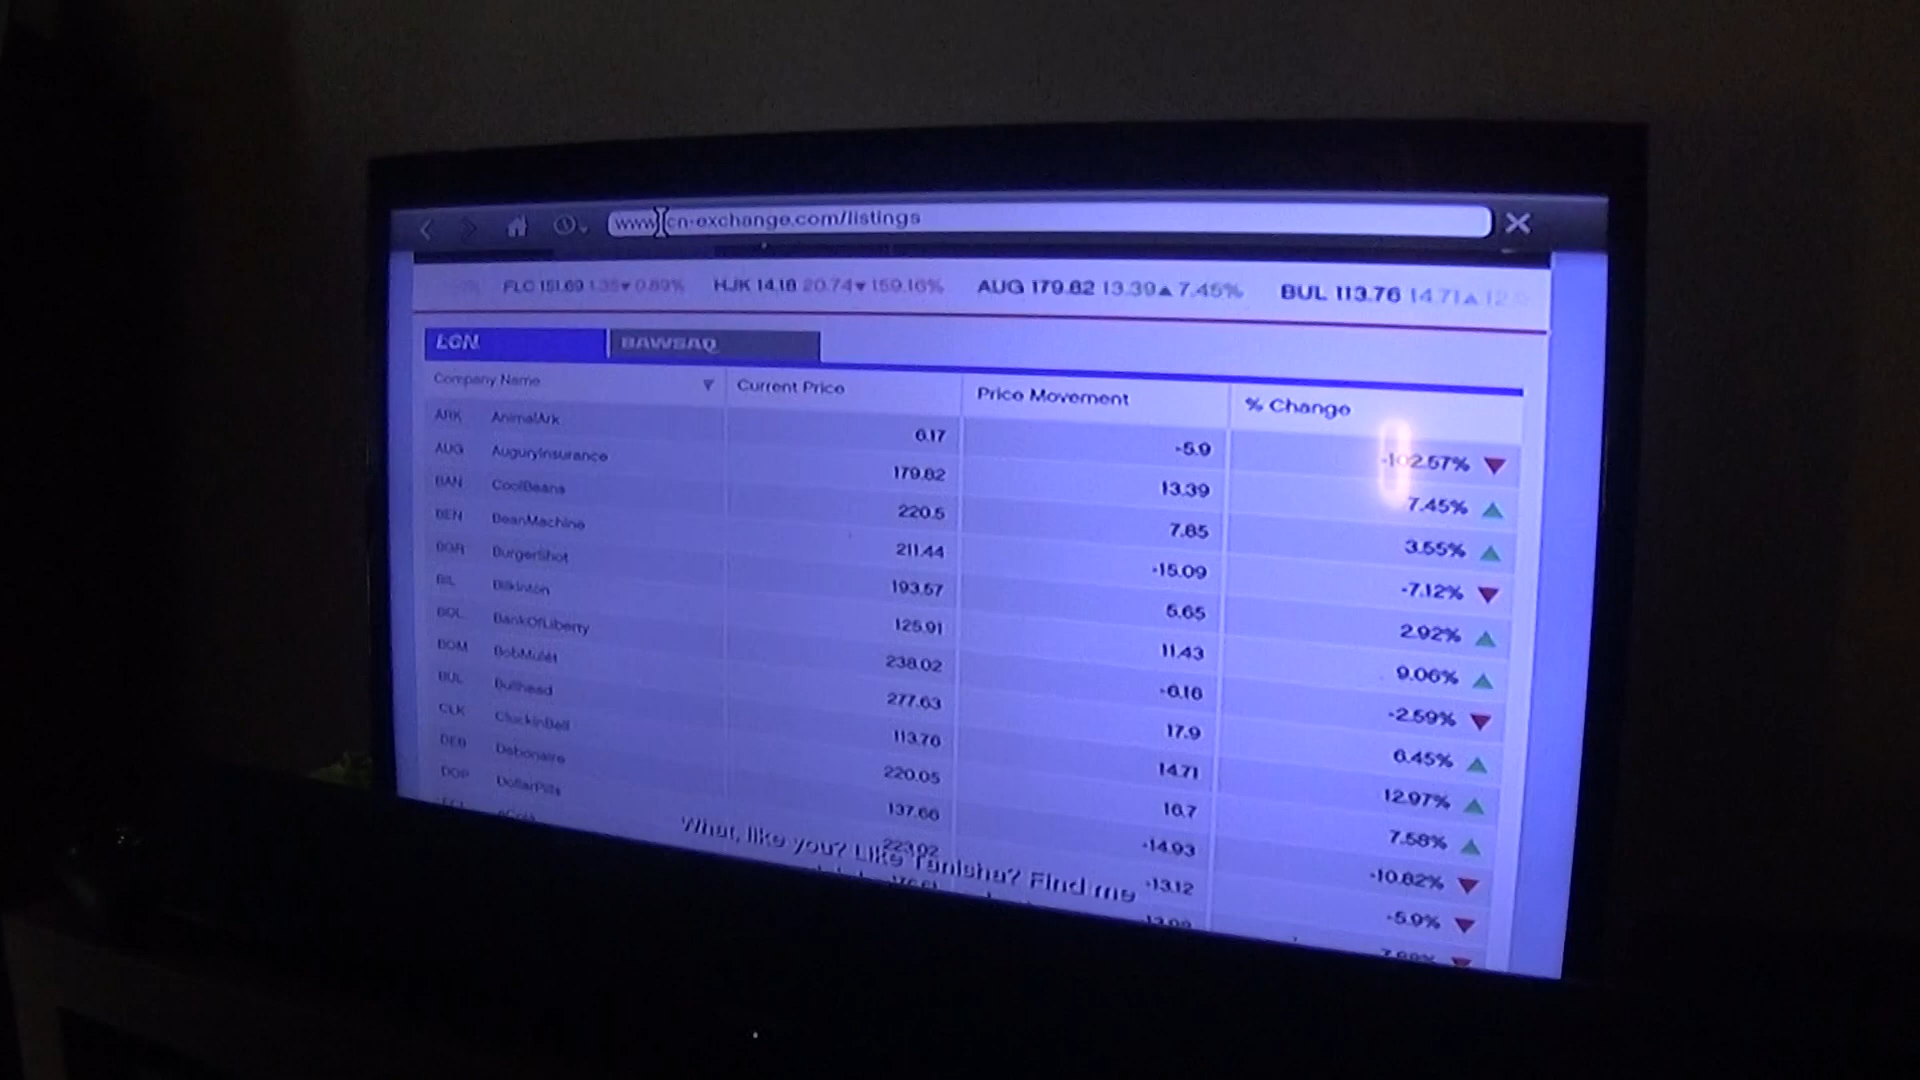 www.lcn-exchange.com/listings
FLC 151.69 1.35▼0.89% HJK 14.18 20.74▼159.16% AUG 179.82 13.39▲7.45% BUL 113.76 14.71▲
LCN BAWSAQ
Company Name Current Price Price Movement % Change
ARK AnimalArk 6.17 -5.9 -102.57%
AUG AuguryInsurance 179.82 13.39 7.45%
BAN CoolBeans 220.5 7.85 3.55%
BEN BeanMachine 211.44 -15.09 -7.12%
BGR BurgerShot 193.57 5.65 2.92%
BIL Bilkinton 125.91 11.43 9.06%
BOL BankOfLiberty 238.02 -6.16 -2.59%
BOM BobMulét 277.63 17.9 6.45%
BUL Bullhead 113.76 14.71 12.97%
CLK CluckinBell 220.05 16.7 7.58%
DEB Debonaire 137.66 -14.93 -10.82%
DOP DollarPills 223.92 -13.12 -5.9%
What, like you? Like Tanisha? Find me